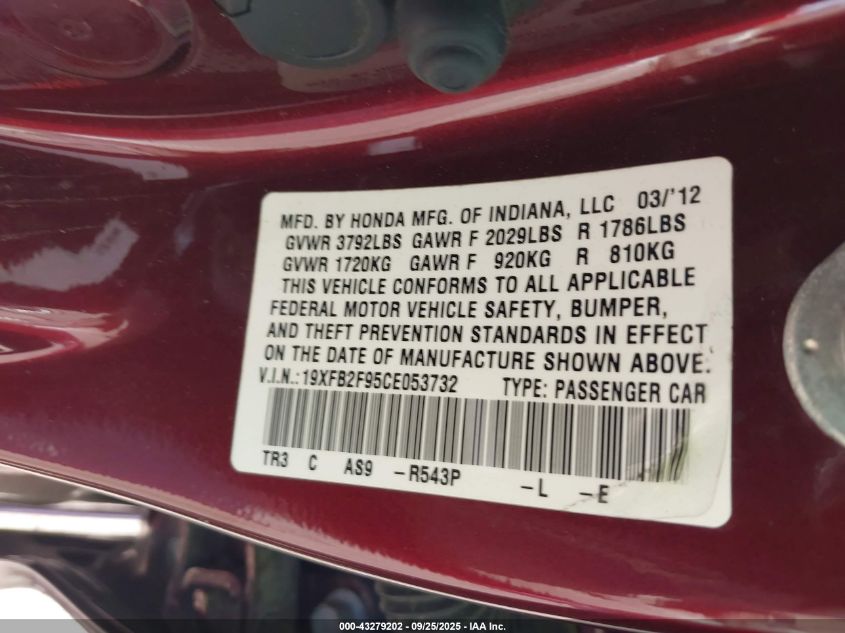 MFD. BY HONDA MFG. OF INDIANA, LLC 03/'12
GVWR 3792LBS GAWR F 2029LBS R 1786LBS
GVWR 1720KG GAWR F 920KG R 810KG
THIS VEHICLE CONFORMS TO ALL APPLICABLE
FEDERAL MOTOR VEHICLE SAFETY, BUMPER,
AND THEFT PREVENTION STANDARDS IN EFFECT
ON THE DATE OF MANUFACTURE SHOWN ABOVE.
V.I.N.:19XFB2F95CE053732 TYPE: PASSENGER CAR
TR3 C AS9 -R543P -L -E
000-43279202 - 09/25/2025 - IAA Inc.